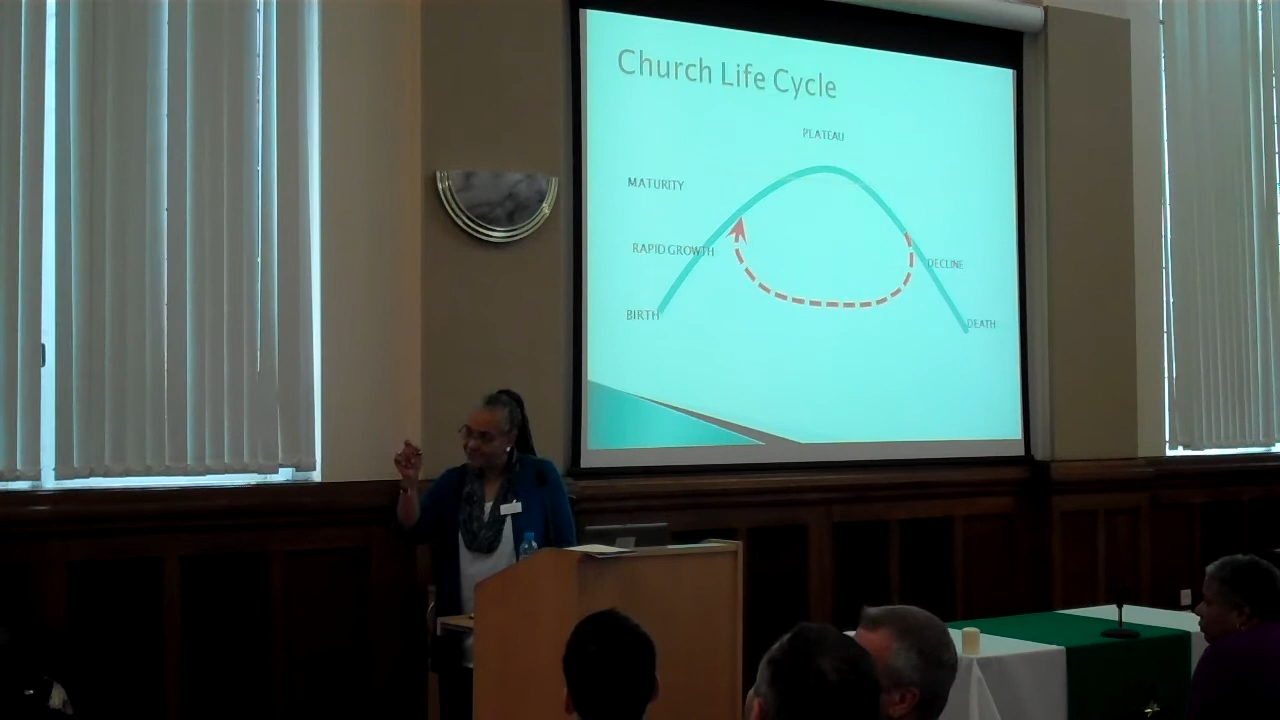 Church Life Cycle
PLATEAU
MATURITY
RAPID GROWTH
DECLINE
BIRTH
DEATH